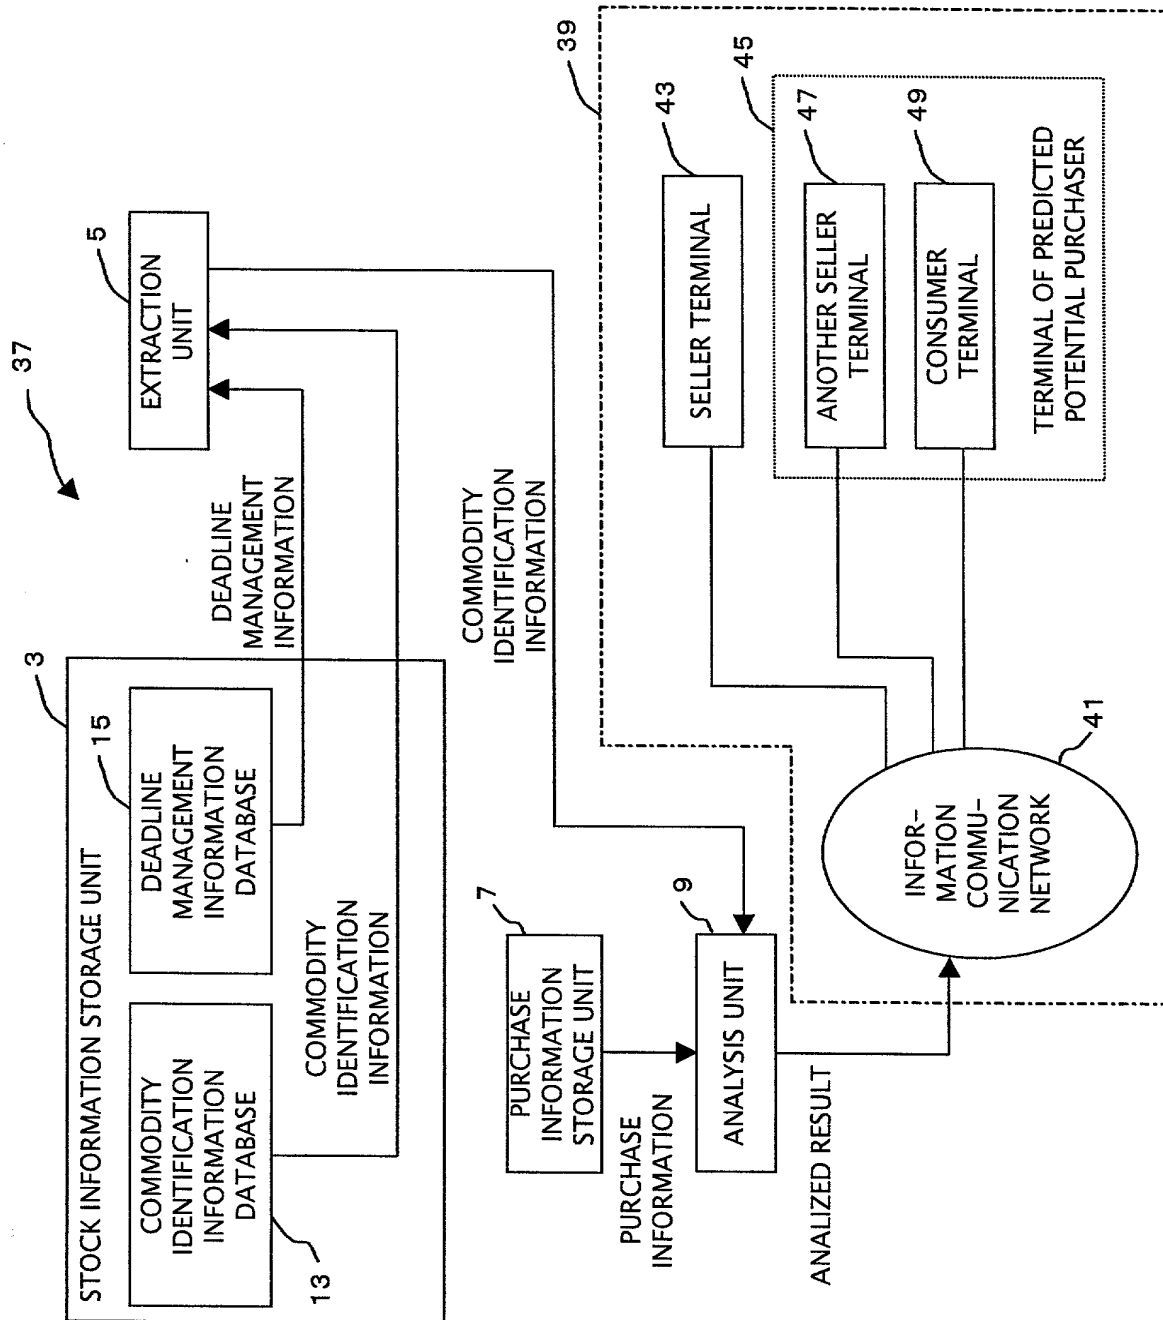 37
STOCK INFORMATION STORAGE UNIT
3
COMMODITY
IDENTIFICATION
INFORMATION
DATABASE
13
DEADLINE
MANAGEMENT
INFORMATION
DATABASE
15
DEADLINE
MANAGEMENT
INFORMATION
EXTRACTION
UNIT
5
COMMODITY
IDENTIFICATION
INFORMATION
COMMODITY
IDENTIFICATION
INFORMATION
PURCHASE
INFORMATION
STORAGE UNIT
7
PURCHASE
INFORMATION
ANALYSIS UNIT
9
ANALIZED RESULT
39
SELLER TERMINAL
43
45
ANOTHER SELLER
TERMINAL
47
CONSUMER
TERMINAL
49
TERMINAL OF PREDICTED
POTENTIAL PURCHASER
INFOR-
MATION
COMMU-
NICATION
NETWORK
41